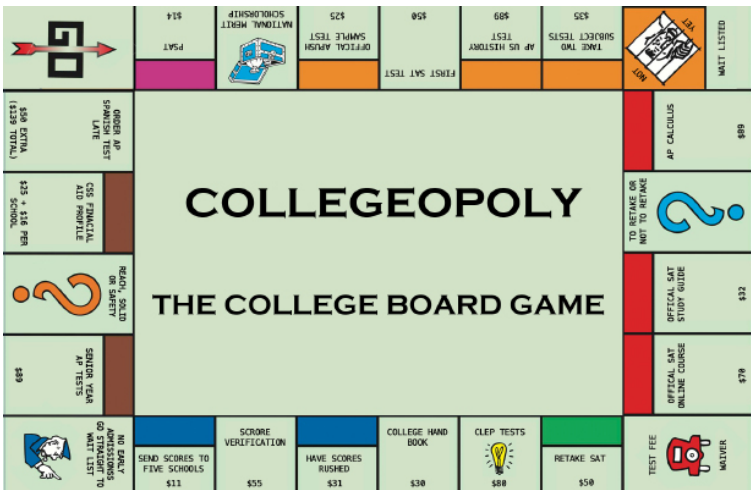 GO
PSAT
$14
NATIONAL MERIT
SCHOLORSHIP
OFFICAL APUSH
SAMPLE TEST
$25
FIRST SAT TEST
$50
AP US HISTORY
TEST
$89
TAKE TWO
SUBJECT TESTS
$35
NOT
YET
WAIT LISTED
ORDER AP
SPANISH TEST
LATE
$50 EXTRA
($139 TOTAL)
AP CALCULUS
$89
CSS FINACIAL
AID PROFILE
$25 + $16 PER
SCHOOL
COLLEGEOPOLY
TO RETAKE OR
NOT TO RETAKE
REACH, SOLID
OR SAFETY
THE COLLEGE BOARD GAME
OFFICAL SAT
STUDY GUIDE
$32
SENIOR YEAR
AP TESTS
$89
OFFICAL SAT
ONLINE COURSE
$70
NO EARLY
ADMISSIONSS
GO STRAIGHT TO
WAIT LIST
SEND SCORES TO
FIVE SCHOOLS
$11
SCRORE
VERIFICATION
$55
HAVE SCORES
RUSHED
$31
COLLEGE HAND
BOOK
$30
CLEP TESTS
$80
RETAKE SAT
$50
TEST FEE
WAIVER